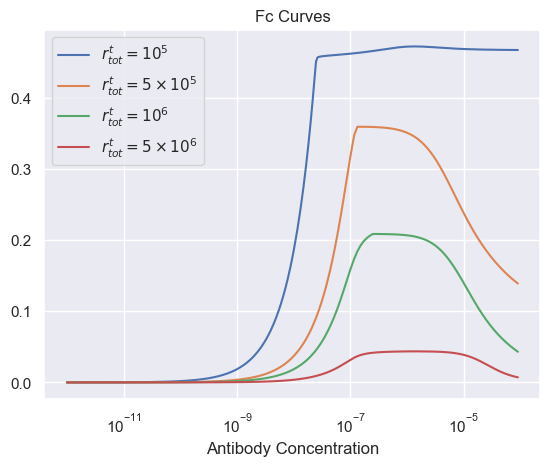 Fc Curves
r^t_tot = 10^5
r^t_tot = 5 × 10^5
r^t_tot = 10^6
r^t_tot = 5 × 10^6
0.4
0.3
0.2
0.1
0.0
10^−11 10^−9 10^−7 10^−5
Antibody Concentration